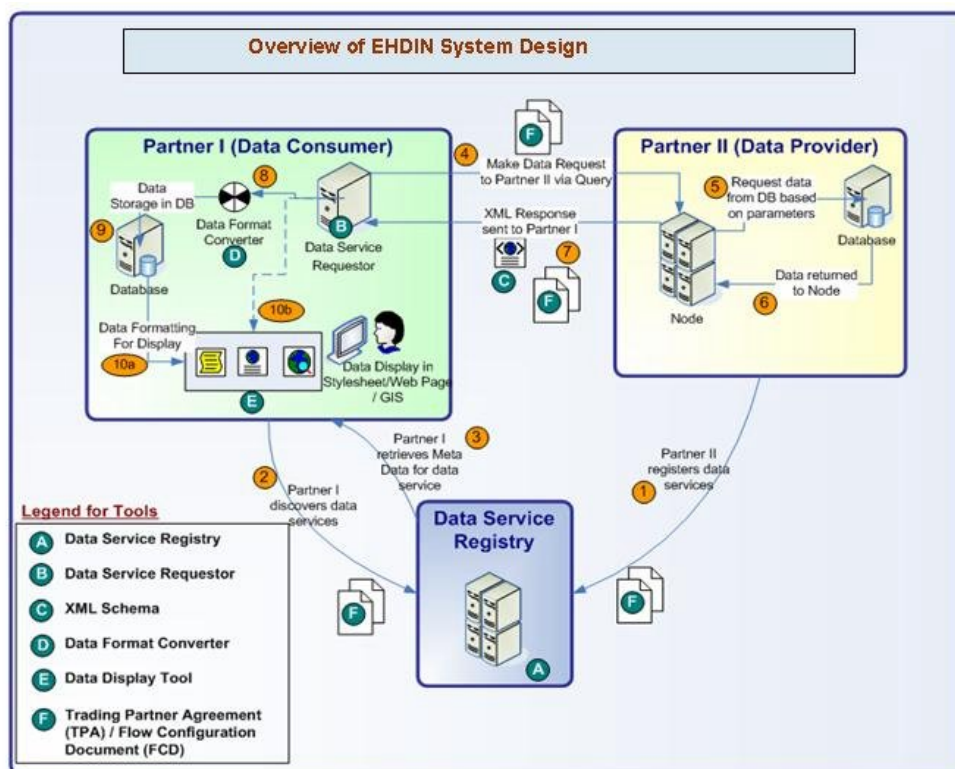 Overview of EHDIN System Design
Partner I (Data Consumer)
8
Data
Storage in DB
9
Data Format
Converter
D
B
Data Service
Requestor
Database
Data Formatting
For Display
10a
10b
Data Display in
Stylesheet/Web Page
/ GIS
E
F
4
Make Data Request
to Partner II via Query
XML Response
sent to Partner I
7
C
F
Partner II (Data Provider)
5
Request data
from DB based
on parameters
Database
Data returned
to Node
6
Node
2
Partner I
discovers data
services
Partner I
retrieves Meta
Data for data
service
3
Partner II
registers data
services
1
F
F
Data Service
Registry
A
Legend for Tools
A Data Service Registry
B Data Service Requestor
C XML Schema
D Data Format Converter
E Data Display Tool
F Trading Partner Agreement
(TPA) / Flow Configuration
Document (FCD)